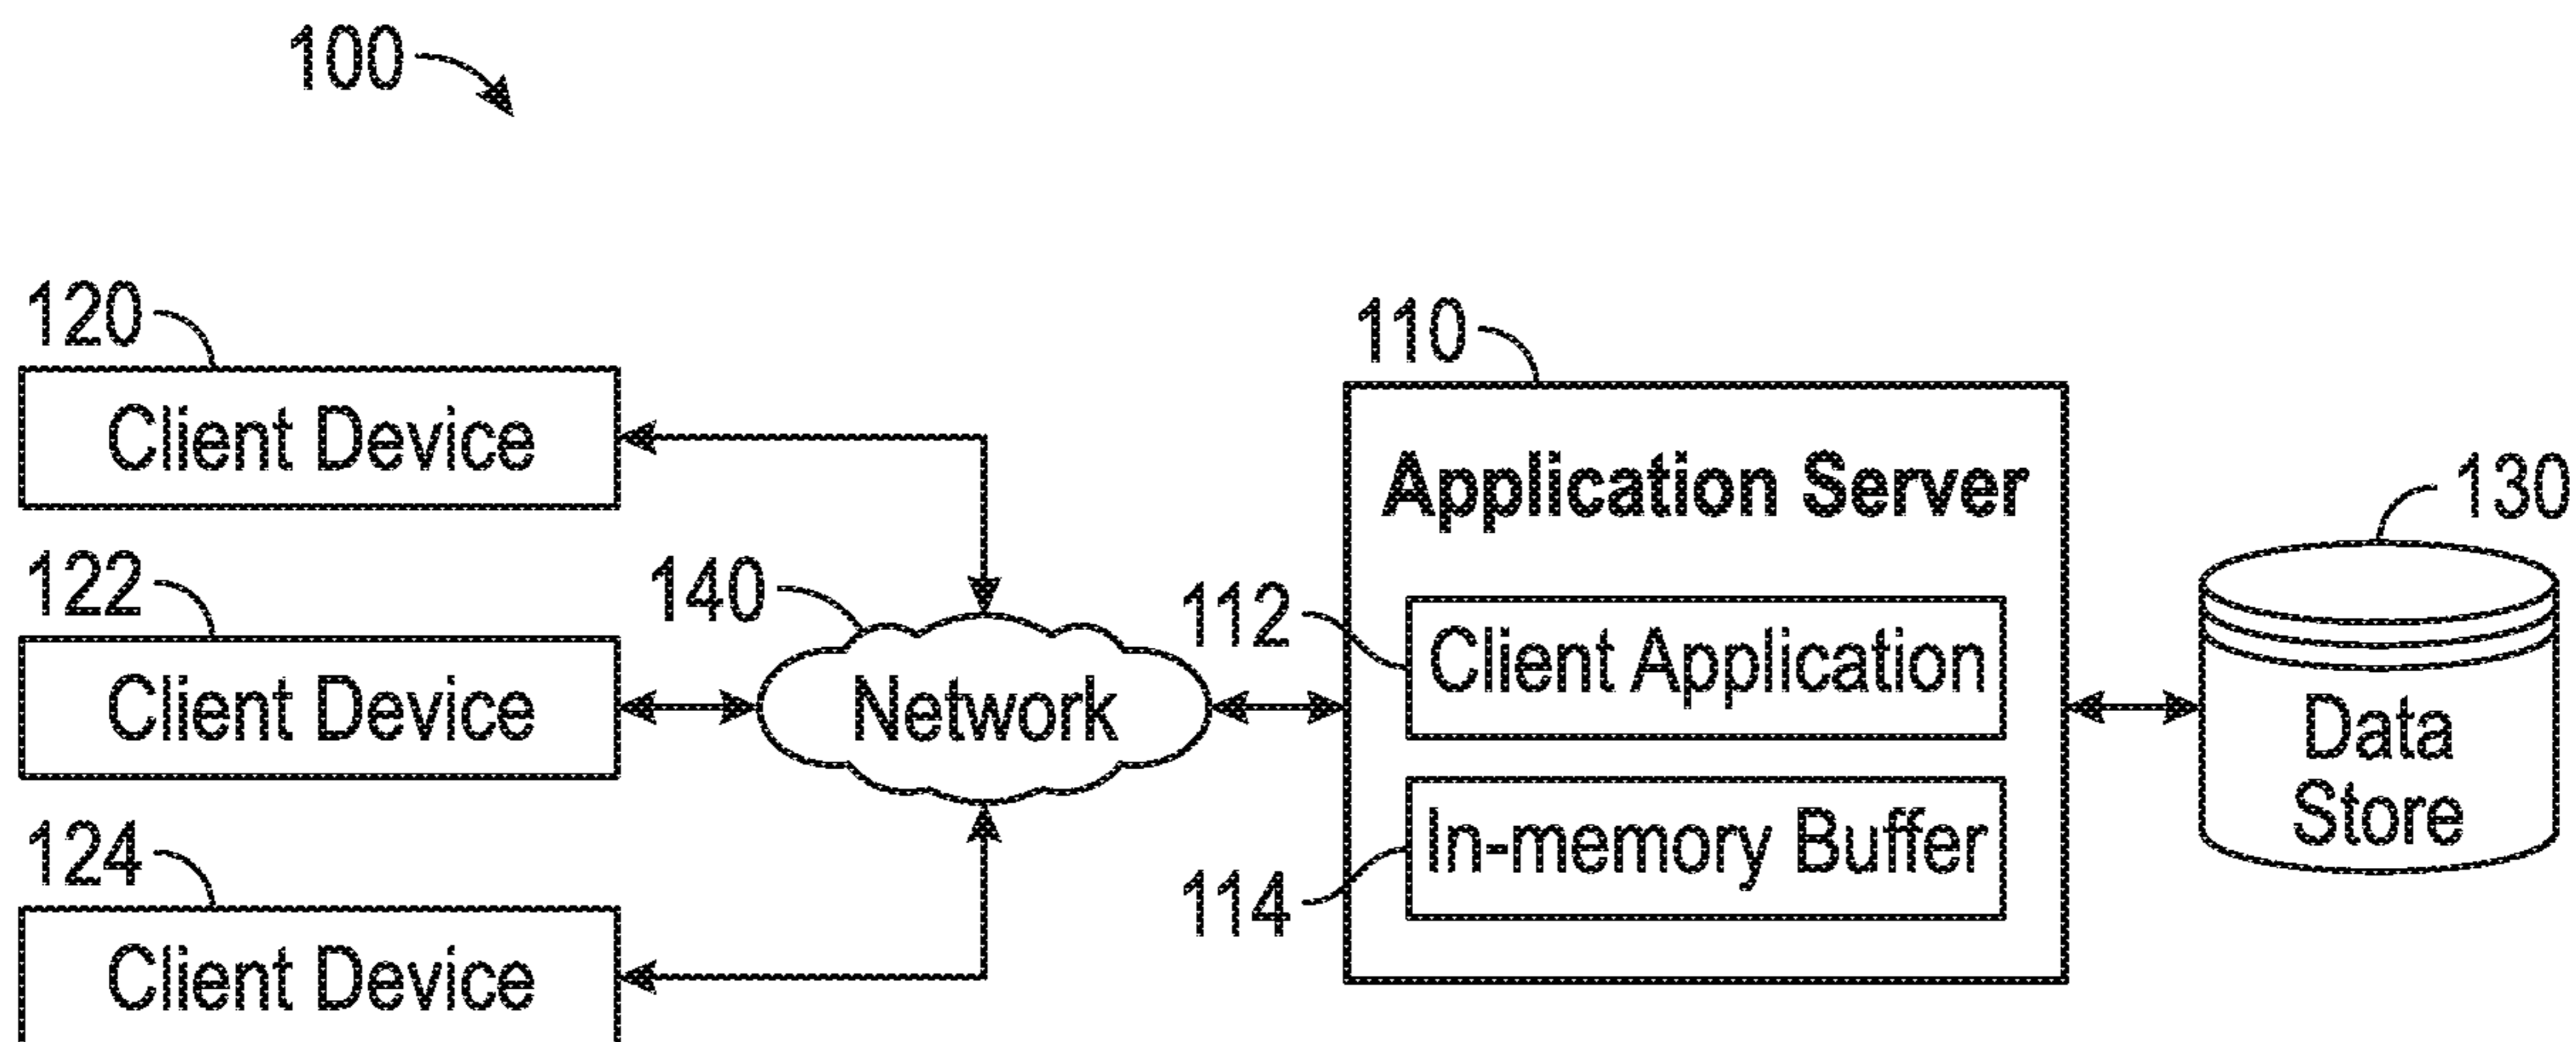 100
120
Client Device
122
Client Device
124
Client Device
140
Network
110
Application Server
112
Client Application
114
In-memory Buffer
130
Data
Store